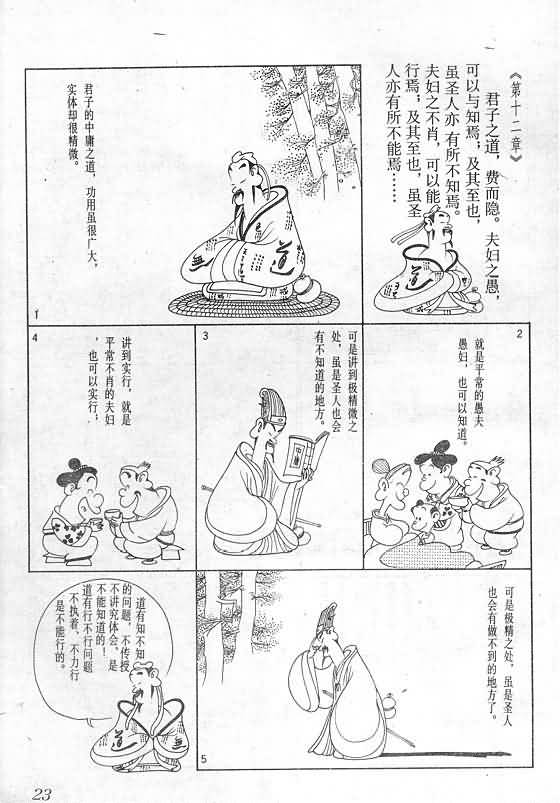 《第十二章》
君子之道，费而隐。夫妇之愚，
可以与知焉，及其至也，
虽圣人亦有所不知焉。
夫妇之不肖，可以能
行焉，及其至也，虽圣
人亦有所不能焉……
道
1
君子的中庸之道，功用虽很广大，
实体却很精微。
道
無
2
就是平常的愚夫
愚妇，也可以知道。
3
可是讲到极精微之
处，虽是圣人也会
有不知道的地方。
中庸
4
讲到实行，就是
平常不肖的夫妇
，也可以实行；
5
可是极精之处，虽是圣人
也会有做不到的地方了。
道有知不知
的问题，不传授
不讲究体会，是
不能知道的！
道有行不行问题
不执着、不力行
是不能行的。
道
無
23